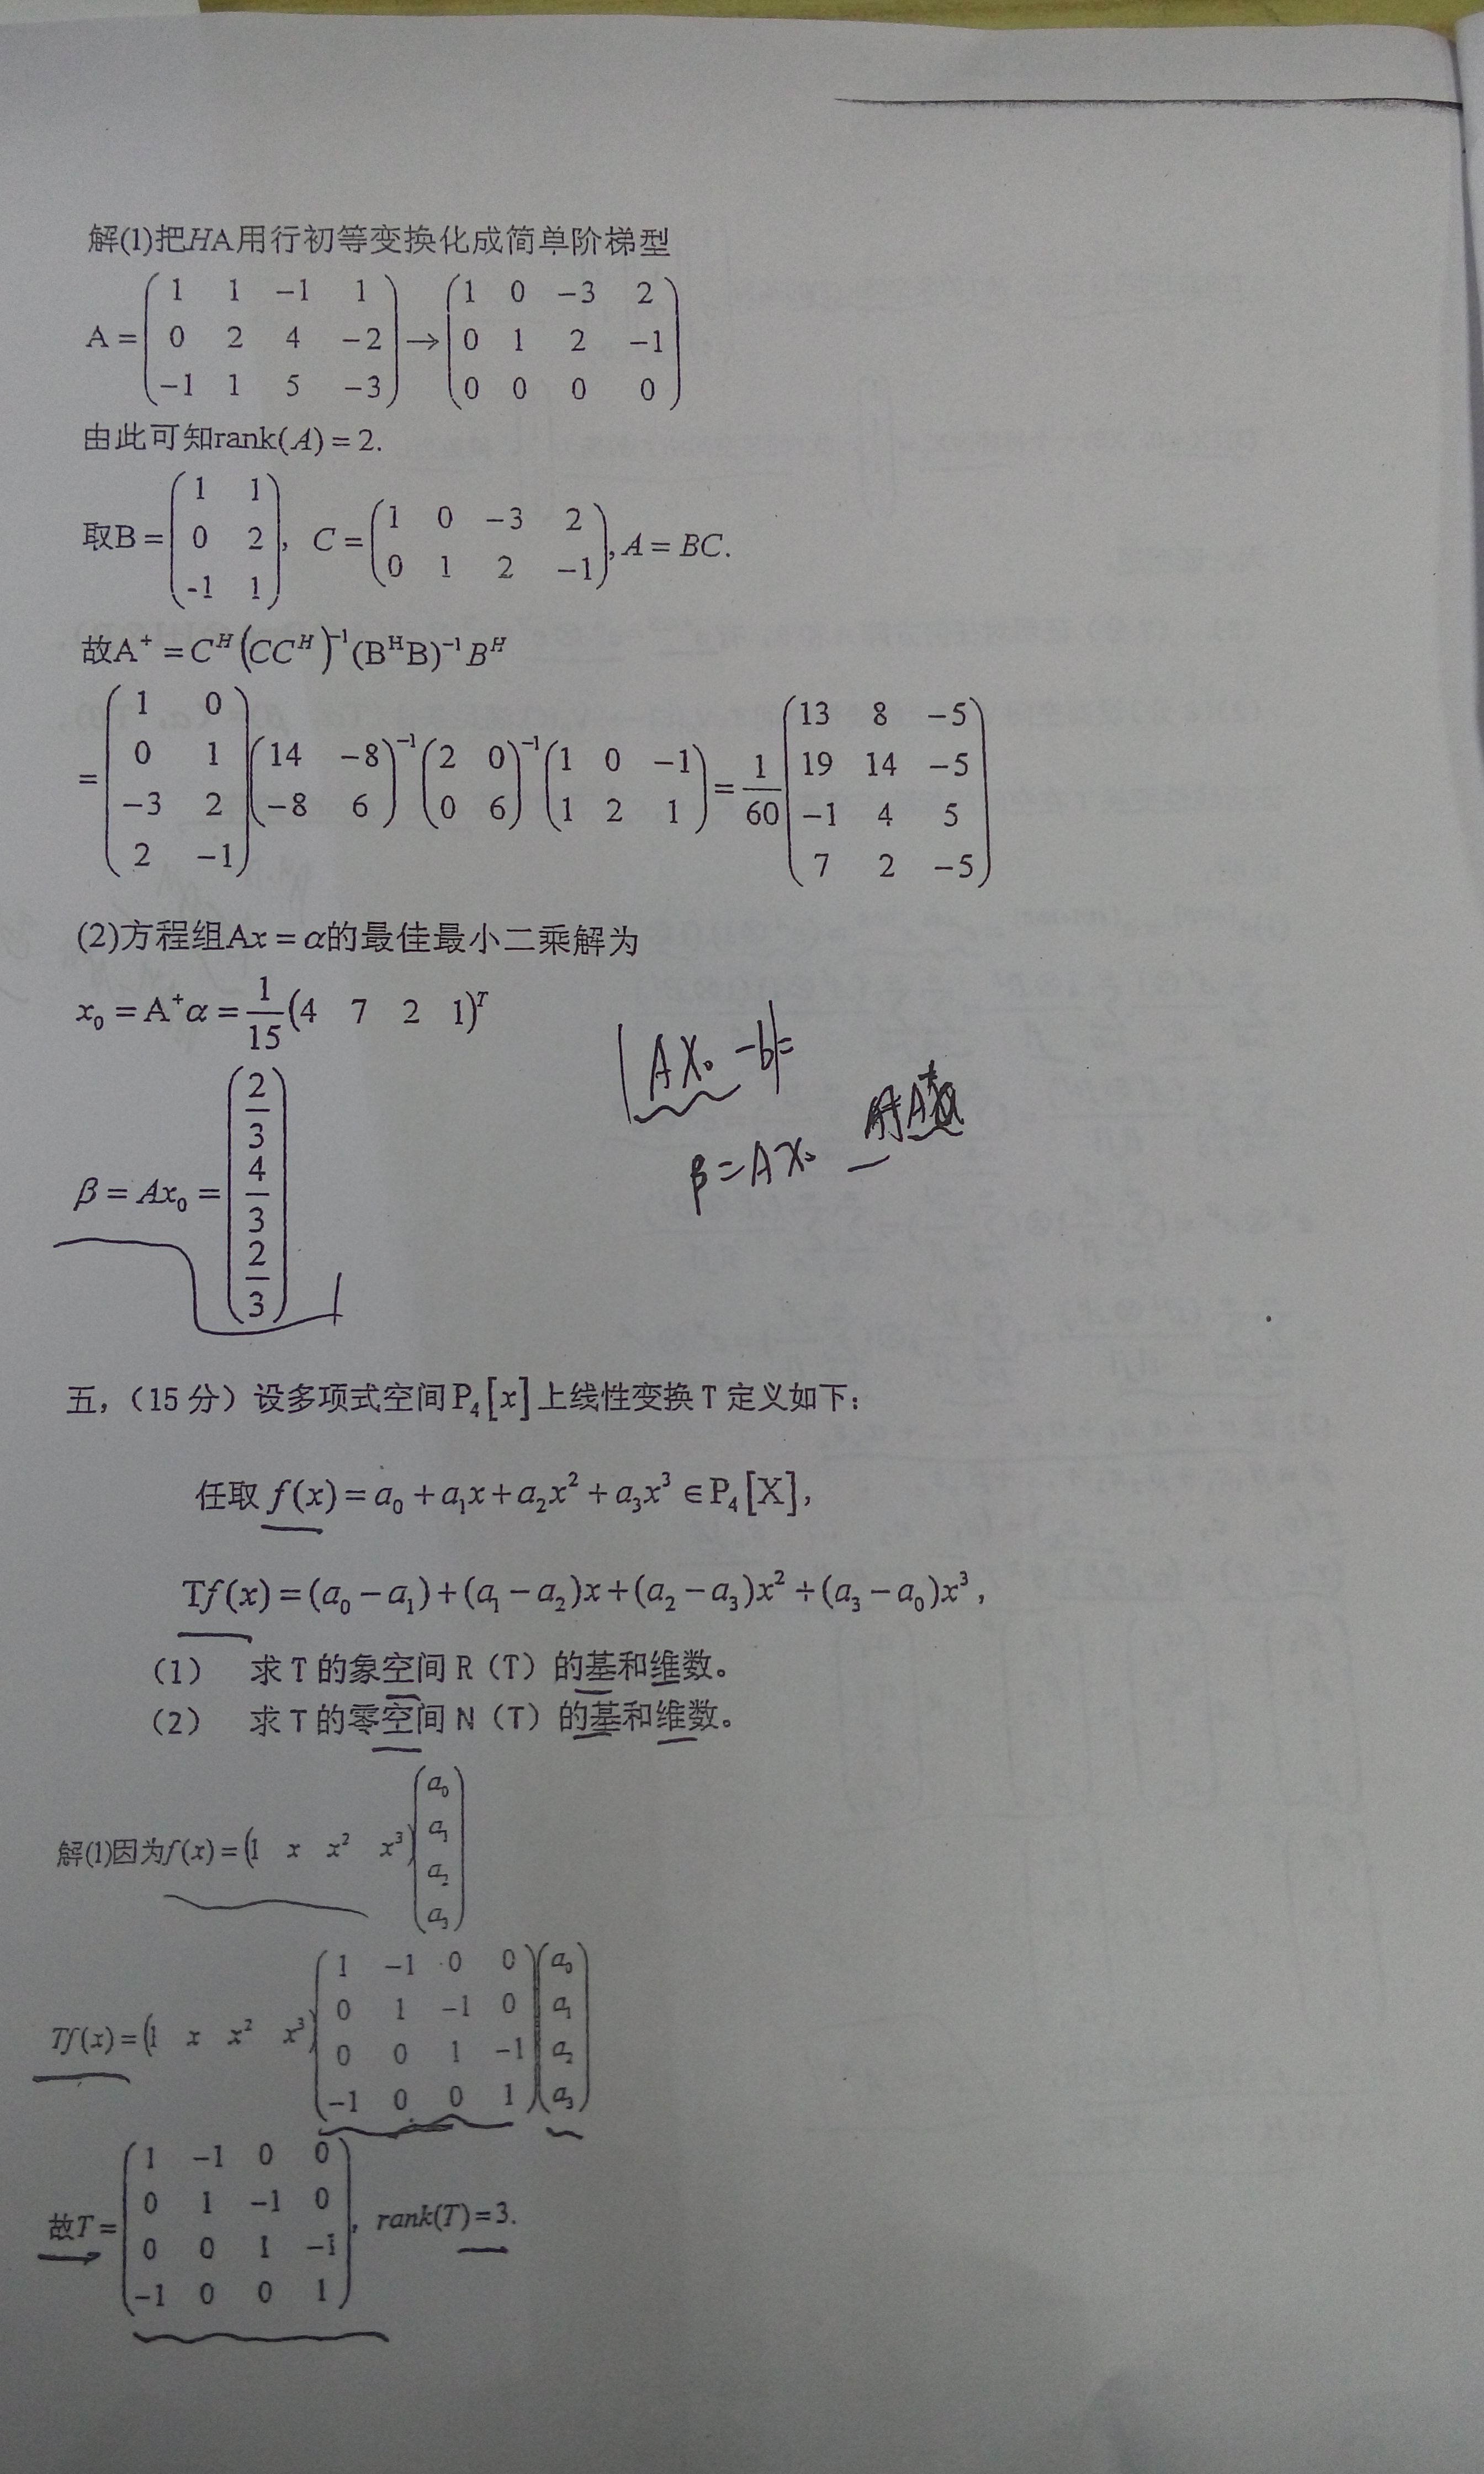 解(1)把HA用行初等变换化成简单阶梯型
A = \begin{pmatrix} 1 & 1 & -1 & 1 \\ 0 & 2 & 4 & -2 \\ -1 & 1 & 5 & -3 \end{pmatrix} → \begin{pmatrix} 1 & 0 & -3 & 2 \\ 0 & 1 & 2 & -1 \\ 0 & 0 & 0 & 0 \end{pmatrix}
由此可知rank(A) = 2.
取B = \begin{pmatrix} 1 & 1 \\ 0 & 2 \\ -1 & 1 \end{pmatrix}, C = \begin{pmatrix} 1 & 0 & -3 & 2 \\ 0 & 1 & 2 & -1 \end{pmatrix}, A = BC.
故A^+ = C^H (CC^H)^{-1} (B^H B)^{-1} B^H
= \begin{pmatrix} 1 & 0 \\ 0 & 1 \\ -3 & 2 \\ 2 & -1 \end{pmatrix} \begin{pmatrix} 14 & -8 \\ -8 & 6 \end{pmatrix}^{-1} \begin{pmatrix} 2 & 0 \\ 0 & 6 \end{pmatrix}^{-1} \begin{pmatrix} 1 & 0 & -1 \\ 1 & 2 & 1 \end{pmatrix} = \frac{1}{60} \begin{pmatrix} 13 & 8 & -5 \\ 19 & 14 & -5 \\ -1 & 4 & 5 \\ 7 & 2 & -5 \end{pmatrix}
(2)方程组Ax = α的最佳最小二乘解为
x_0 = A^+α = \frac{1}{15} (4 7 2 1)^T
|AX_0 - b| =
β = AX_0
β = Ax_0 = \begin{pmatrix} \frac{2}{3} \\ \frac{4}{3} \\ \frac{2}{3} \end{pmatrix}
五，（15 分）设多项式空间P_4[x]上线性变换 T 定义如下：
任取 f(x) = a_0 + a_1x + a_2x^2 + a_3x^3 ∈ P_4[X],
Tf(x) = (a_0 - a_1) + (a_1 - a_2)x + (a_2 - a_3)x^2 ÷ (a_3 - a_0)x^3,
（1） 求 T 的象空间 R（T）的基和维数。
（2） 求 T 的零空间 N（T）的基和维数。
解(1)因为f(x) = (1 x x^2 x^3) \begin{pmatrix} a_0 \\ a_1 \\ a_2 \\ a_3 \end{pmatrix}
Tf(x) = (1 x x^2 x^3) \begin{pmatrix} 1 & -1 & 0 & 0 \\ 0 & 1 & -1 & 0 \\ 0 & 0 & 1 & -1 \\ -1 & 0 & 0 & 1 \end{pmatrix} \begin{pmatrix} a_0 \\ a_1 \\ a_2 \\ a_3 \end{pmatrix}
故T = \begin{pmatrix} 1 & -1 & 0 & 0 \\ 0 & 1 & -1 & 0 \\ 0 & 0 & 1 & -1 \\ -1 & 0 & 0 & 1 \end{pmatrix}, rank(T) = 3.